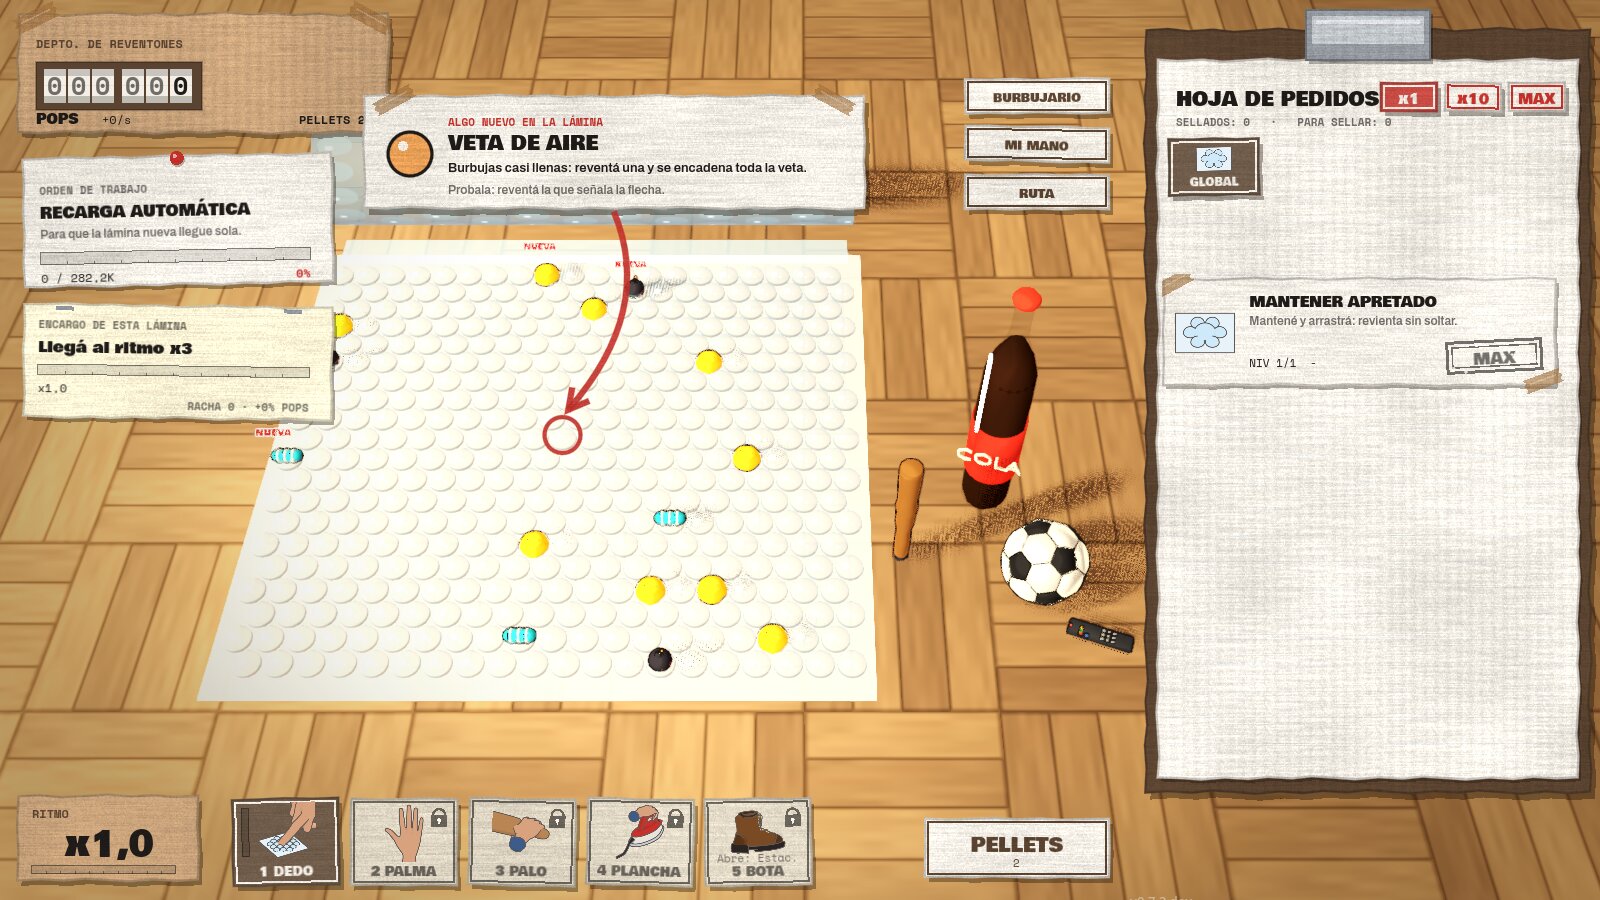 DEPTO. DE REVENTONES
000 000
POPS +0/s PELLETS 2
ORDEN DE TRABAJO
RECARGA AUTOMÁTICA
Para que la lámina nueva llegue sola.
0 / 282,2K 0%
ENCARGO DE ESTA LÁMINA
Llegá al ritmo x3
x1,0
RACHA 0 · +0% POPS
ALGO NUEVO EN LA LÁMINA
VETA DE AIRE
Burbujas casi llenas: reventá una y se encadena toda la veta.
Probala: reventá la que señala la flecha.
NUEVA
NUEVA
NUEVA
COLA
BURBUJARIO
MI MANO
RUTA
HOJA DE PEDIDOS x1 x10 MAX
SELLADOS: 0 · PARA SELLAR: 0
GLOBAL
MANTENER APRETADO
Mantené y arrastrá: revienta sin soltar.
NIV 1/1 - MAX
RITMO
x1,0
1 DEDO
2 PALMA
3 PALO
4 PLANCHA
Abre: Estac.
5 BOTA
PELLETS
2